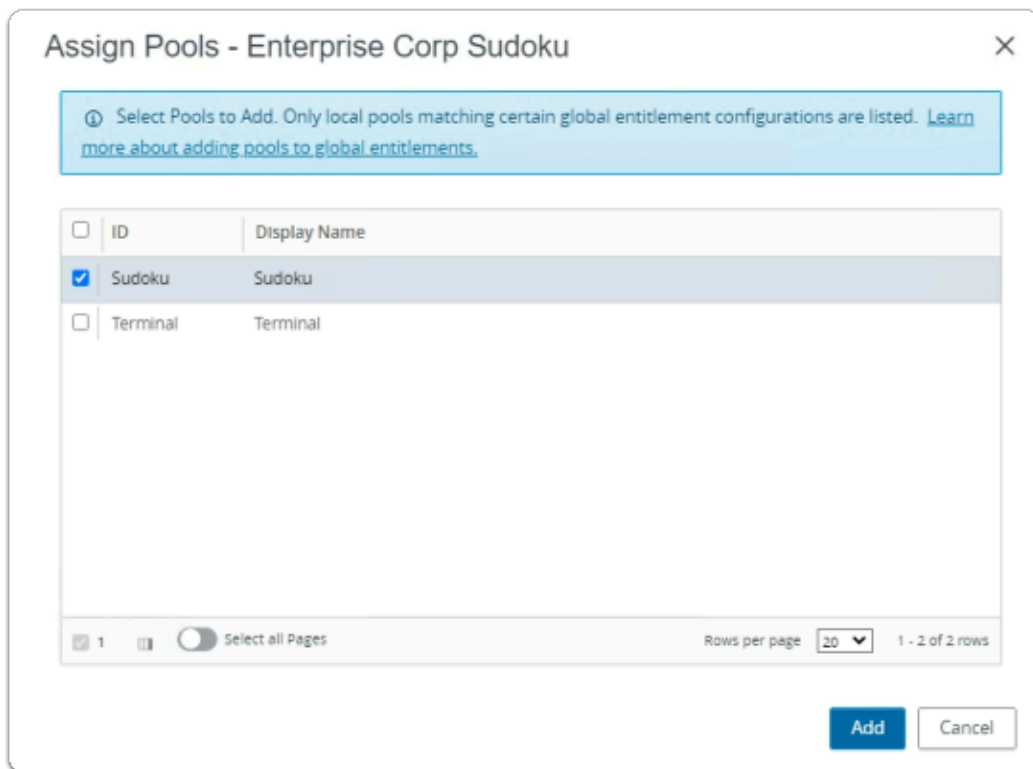 Assign Pools - Enterprise Corp Sudoku
Select Pools to Add. Only local pools matching certain global entitlement configurations are listed. Learn
more about adding pools to global entitlements.
ID Display Name
Sudoku Sudoku
Terminal Terminal
1 Select all Pages Rows per page 20 1 - 2 of 2 rows
Add Cancel